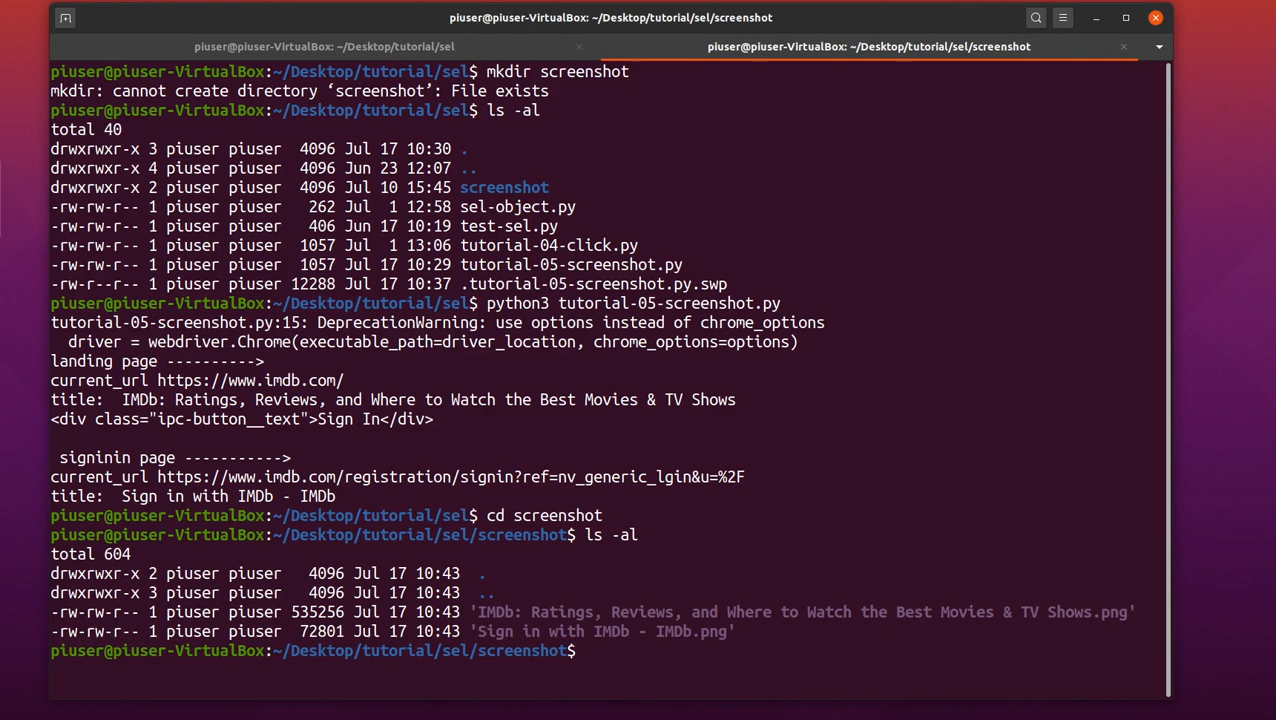 piuser@piuser-VirtualBox: ~/Desktop/tutorial/sel/screenshot
piuser@piuser-VirtualBox: ~/Desktop/tutorial/sel
piuser@piuser-VirtualBox: ~/Desktop/tutorial/sel/screenshot
piuser@piuser-VirtualBox:~/Desktop/tutorial/sel$ mkdir screenshot
mkdir: cannot create directory ‘screenshot’: File exists
piuser@piuser-VirtualBox:~/Desktop/tutorial/sel$ ls -al
total 40
drwxrwxr-x 3 piuser piuser  4096 Jul 17 10:30 .
drwxrwxr-x 4 piuser piuser  4096 Jun 23 12:07 ..
drwxrwxr-x 2 piuser piuser  4096 Jul 10 15:45 screenshot
-rw-rw-r-- 1 piuser piuser   262 Jul  1 12:58 sel-object.py
-rw-rw-r-- 1 piuser piuser   406 Jun 17 10:19 test-sel.py
-rw-rw-r-- 1 piuser piuser  1057 Jul  1 13:06 tutorial-04-click.py
-rw-rw-r-- 1 piuser piuser  1057 Jul 17 10:29 tutorial-05-screenshot.py
-rw-r--r-- 1 piuser piuser 12288 Jul 17 10:37 .tutorial-05-screenshot.py.swp
piuser@piuser-VirtualBox:~/Desktop/tutorial/sel$ python3 tutorial-05-screenshot.py
tutorial-05-screenshot.py:15: DeprecationWarning: use options instead of chrome_options
  driver = webdriver.Chrome(executable_path=driver_location, chrome_options=options)
landing page ---------->
current_url https://www.imdb.com/
title:  IMDb: Ratings, Reviews, and Where to Watch the Best Movies & TV Shows
<div class="ipc-button__text">Sign In</div>
 signinin page ----------->
current_url https://www.imdb.com/registration/signin?ref=nv_generic_lgin&u=%2F
title:  Sign in with IMDb - IMDb
piuser@piuser-VirtualBox:~/Desktop/tutorial/sel$ cd screenshot
piuser@piuser-VirtualBox:~/Desktop/tutorial/sel/screenshot$ ls -al
total 604
drwxrwxr-x 2 piuser piuser   4096 Jul 17 10:43  .
drwxrwxr-x 3 piuser piuser   4096 Jul 17 10:43  ..
-rw-rw-r-- 1 piuser piuser 535256 Jul 17 10:43 'IMDb: Ratings, Reviews, and Where to Watch the Best Movies & TV Shows.png'
-rw-rw-r-- 1 piuser piuser  72801 Jul 17 10:43 'Sign in with IMDb - IMDb.png'
piuser@piuser-VirtualBox:~/Desktop/tutorial/sel/screenshot$